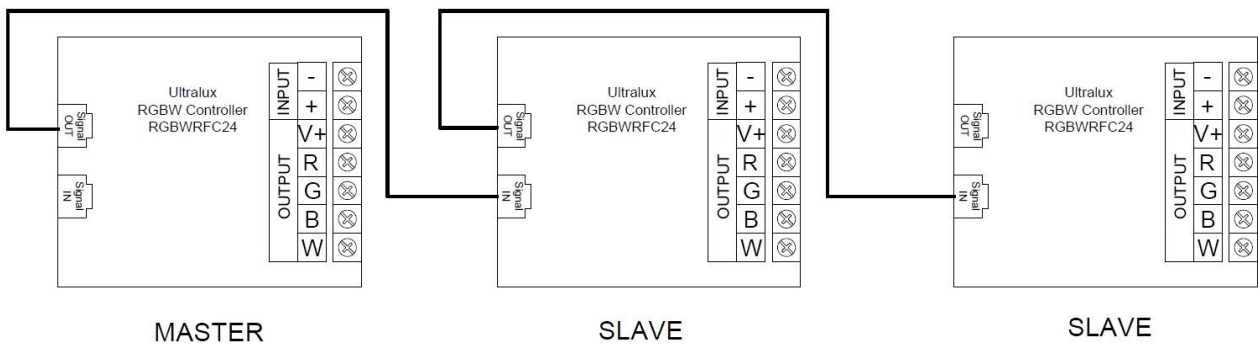 Ultralux
RGBW Controller
RGBWRFC24
Signal OUT
Signal IN
INPUT
-
+
OUTPUT
V+
R
G
B
W
MASTER
Ultralux
RGBW Controller
RGBWRFC24
Signal OUT
Signal IN
INPUT
-
+
OUTPUT
V+
R
G
B
W
SLAVE
Ultralux
RGBW Controller
RGBWRFC24
Signal OUT
Signal IN
INPUT
-
+
OUTPUT
V+
R
G
B
W
SLAVE